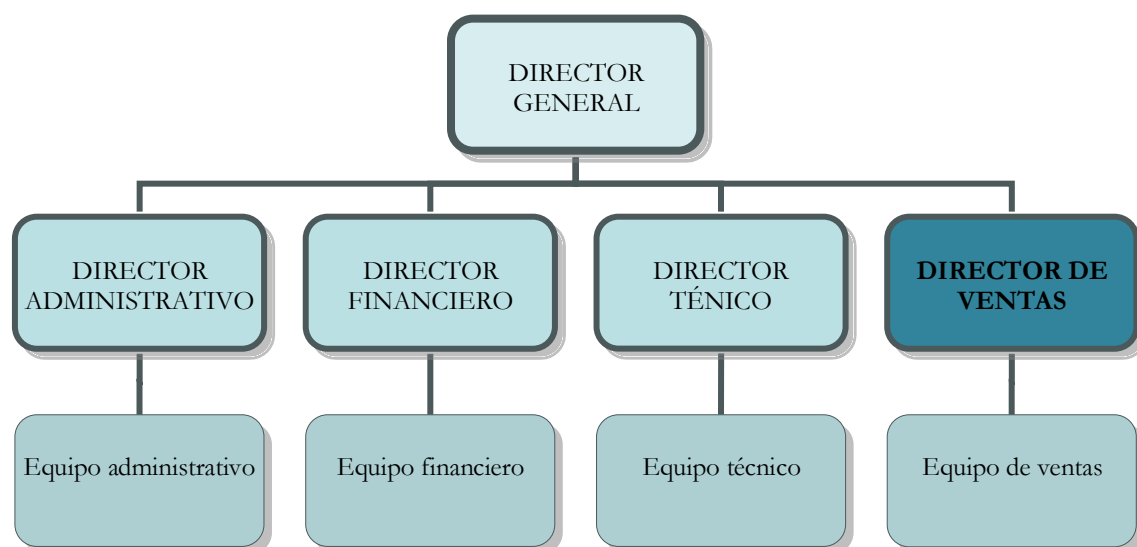 DIRECTOR
GENERAL
DIRECTOR
ADMINISTRATIVO
DIRECTOR
FINANCIERO
DIRECTOR
TÉNICO
DIRECTOR DE
VENTAS
Equipo administrativo
Equipo financiero
Equipo técnico
Equipo de ventas